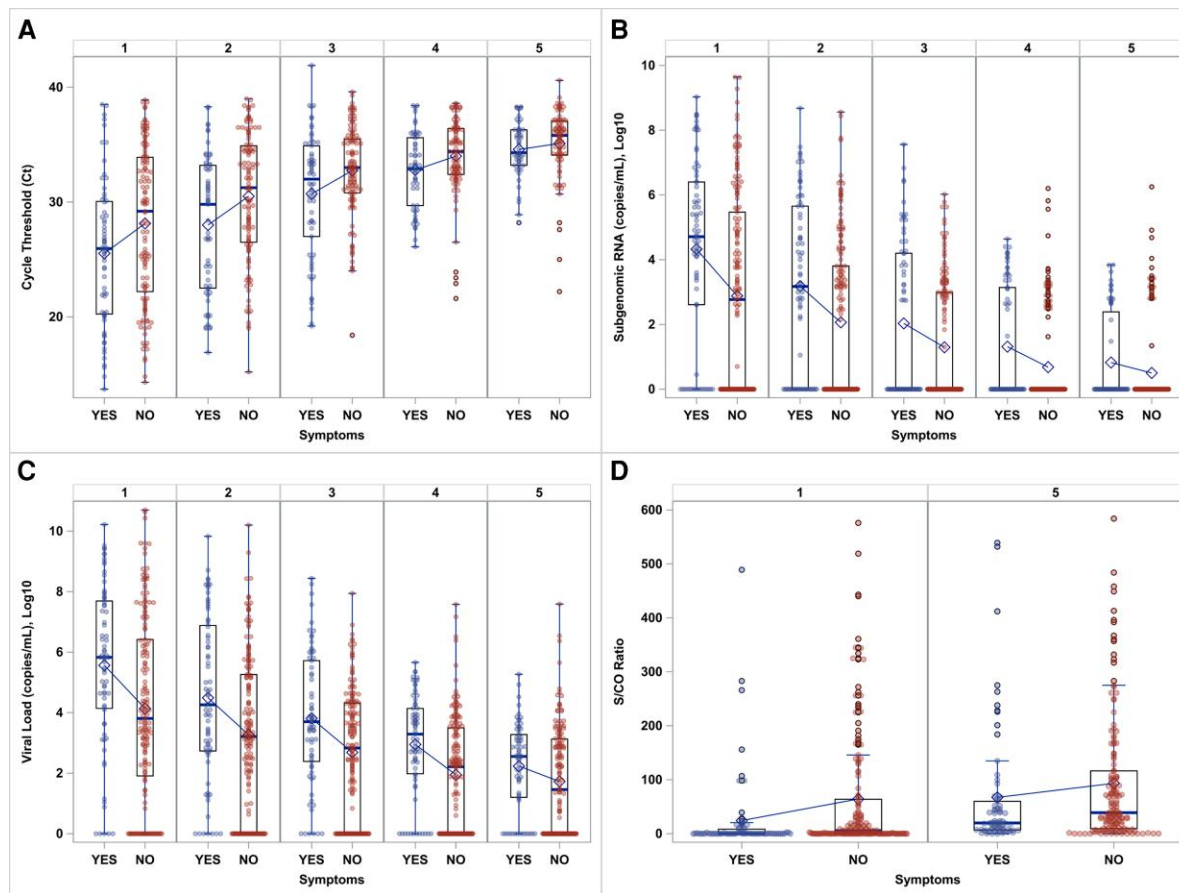 A
1 2 3 4 5
Cycle Threshold (Ct)
40
30
20
YES NO YES NO YES NO YES NO YES NO
Symptoms
B
1 2 3 4 5
Subgenomic RNA (copies/mL), Log10
10
8
6
4
2
0
YES NO YES NO YES NO YES NO YES NO
Symptoms
C
1 2 3 4 5
Viral Load (copies/mL), Log10
10
8
6
4
2
0
YES NO YES NO YES NO YES NO YES NO
Symptoms
D
1 5
S/CO Ratio
600
500
400
300
200
100
0
YES NO YES NO
Symptoms